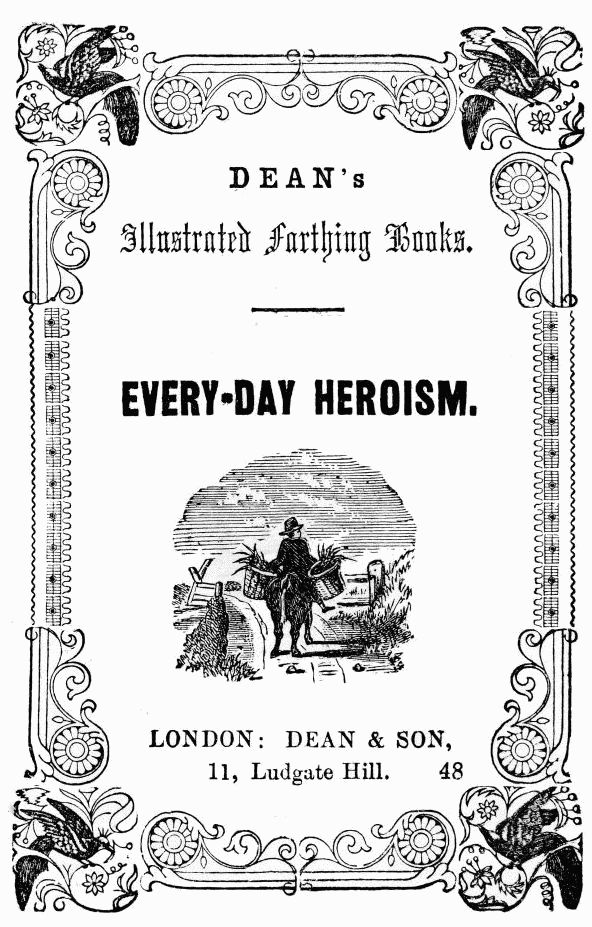 DEAN's
Illustrated Farthing Books.
EVERY-DAY HEROISM.
LONDON: DEAN & SON,
11, Ludgate Hill. 48